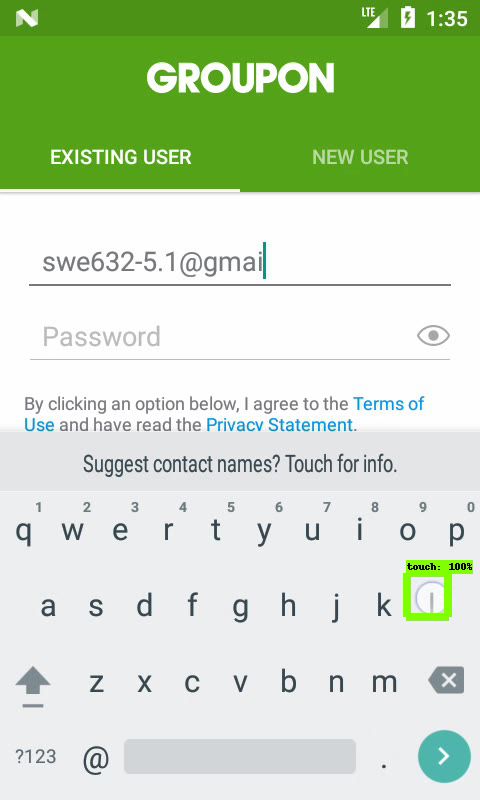 N LTE 1:35
GROUPON
EXISTING USER NEW USER
swe632-5.1@gmai
Password
By clicking an option below, I agree to the Terms of
Use and have read the Privacy Statement.
Suggest contact names? Touch for info.
1 2 3 4 5 6 7 8 9 0
q w e r t y u i o p
touch: 100%
a s d f g h j k l
z x c v b n m
?123 @ .